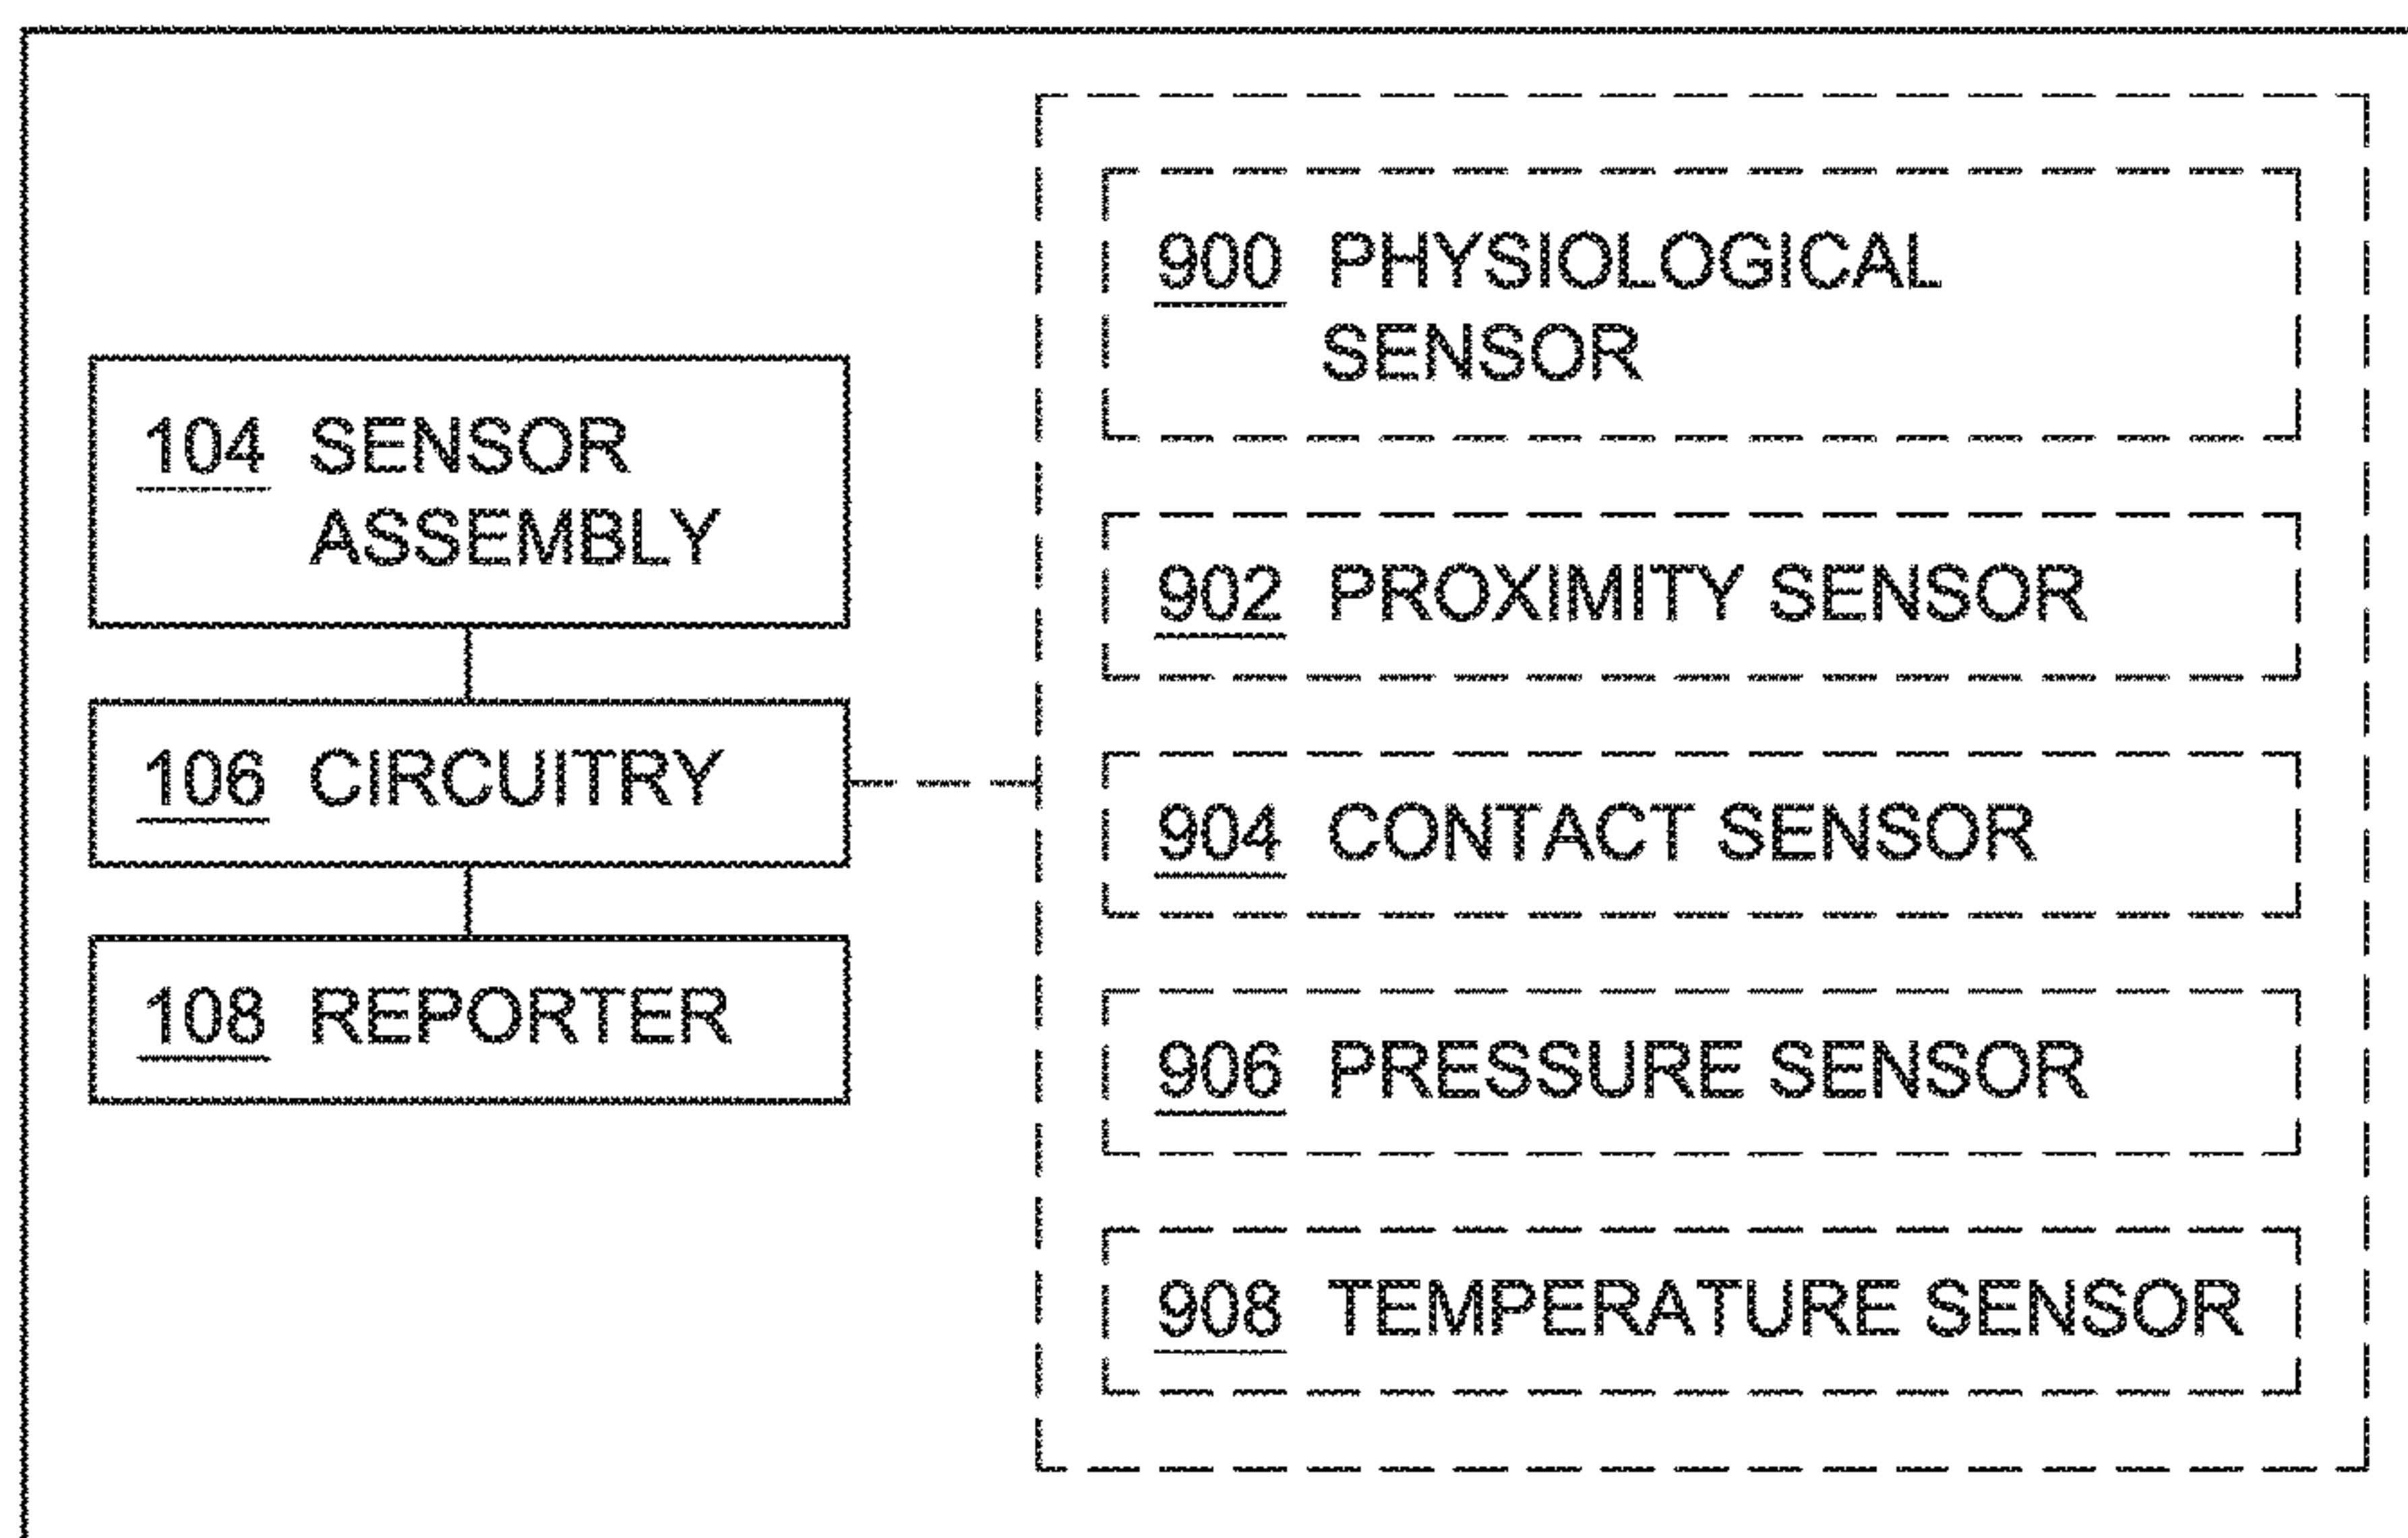 104 SENSOR
ASSEMBLY
106 CIRCUITRY
108 REPORTER
900 PHYSIOLOGICAL
SENSOR
902 PROXIMITY SENSOR
904 CONTACT SENSOR
906 PRESSURE SENSOR
908 TEMPERATURE SENSOR